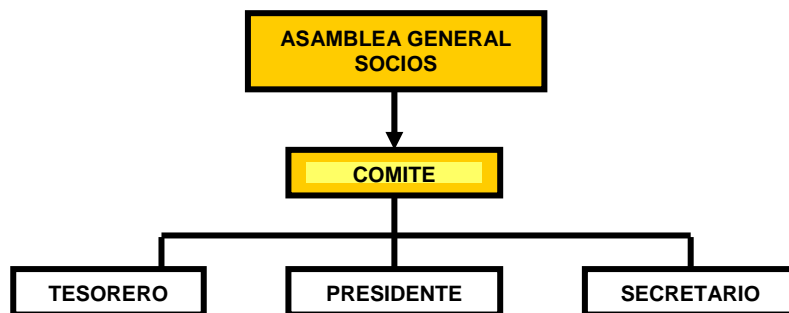 ASAMBLEA GENERAL
SOCIOS
COMITE
TESORERO
PRESIDENTE
SECRETARIO